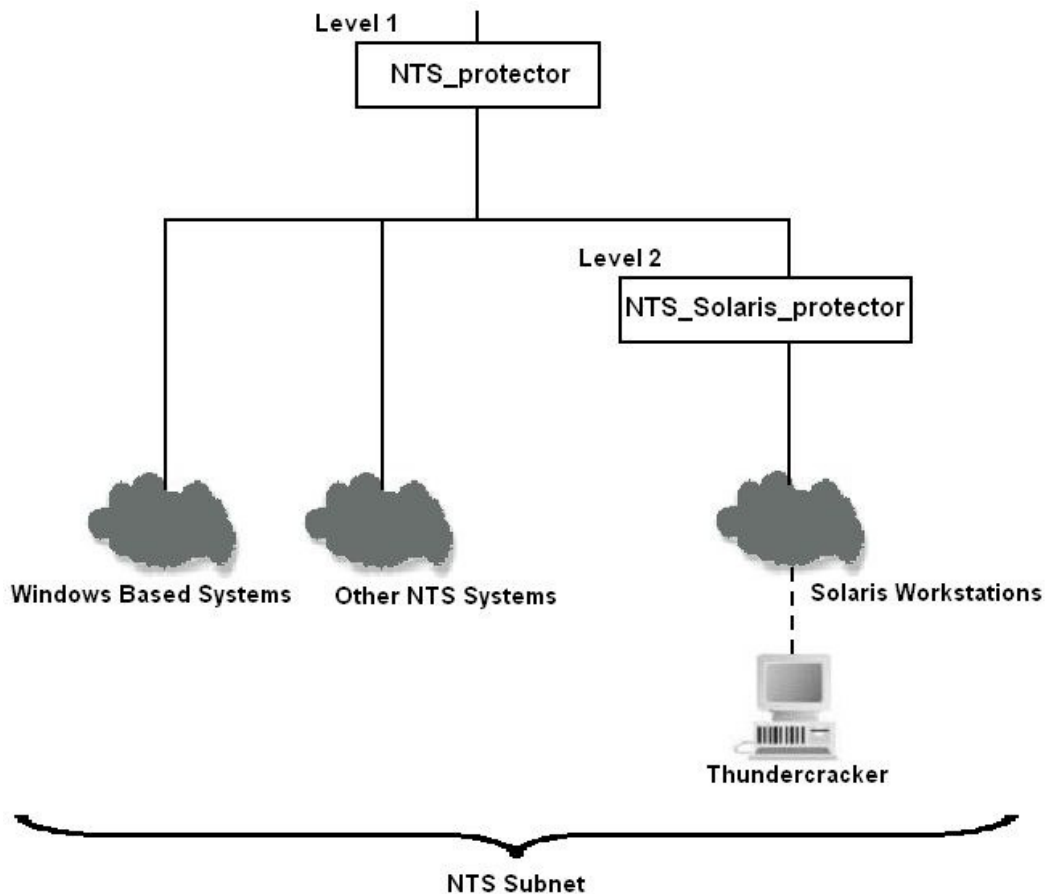 Level 1
NTS_protector
Level 2
NTS_Solaris_protector
Windows Based Systems
Other NTS Systems
Solaris Workstations
Thundercracker
NTS Subnet